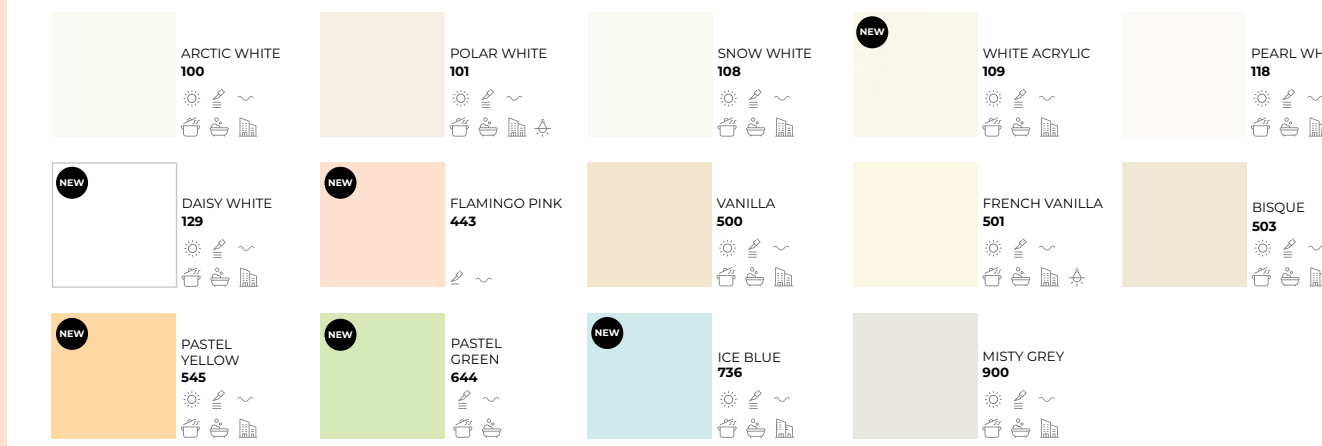 ARCTIC WHITE
100
POLAR WHITE
101
SNOW WHITE
108
NEW
WHITE ACRYLIC
109
PEARL WH
118
NEW
DAISY WHITE
129
NEW
FLAMINGO PINK
443
VANILLA
500
FRENCH VANILLA
501
BISQUE
503
NEW
PASTEL
YELLOW
545
NEW
PASTEL
GREEN
644
NEW
ICE BLUE
736
MISTY GREY
900